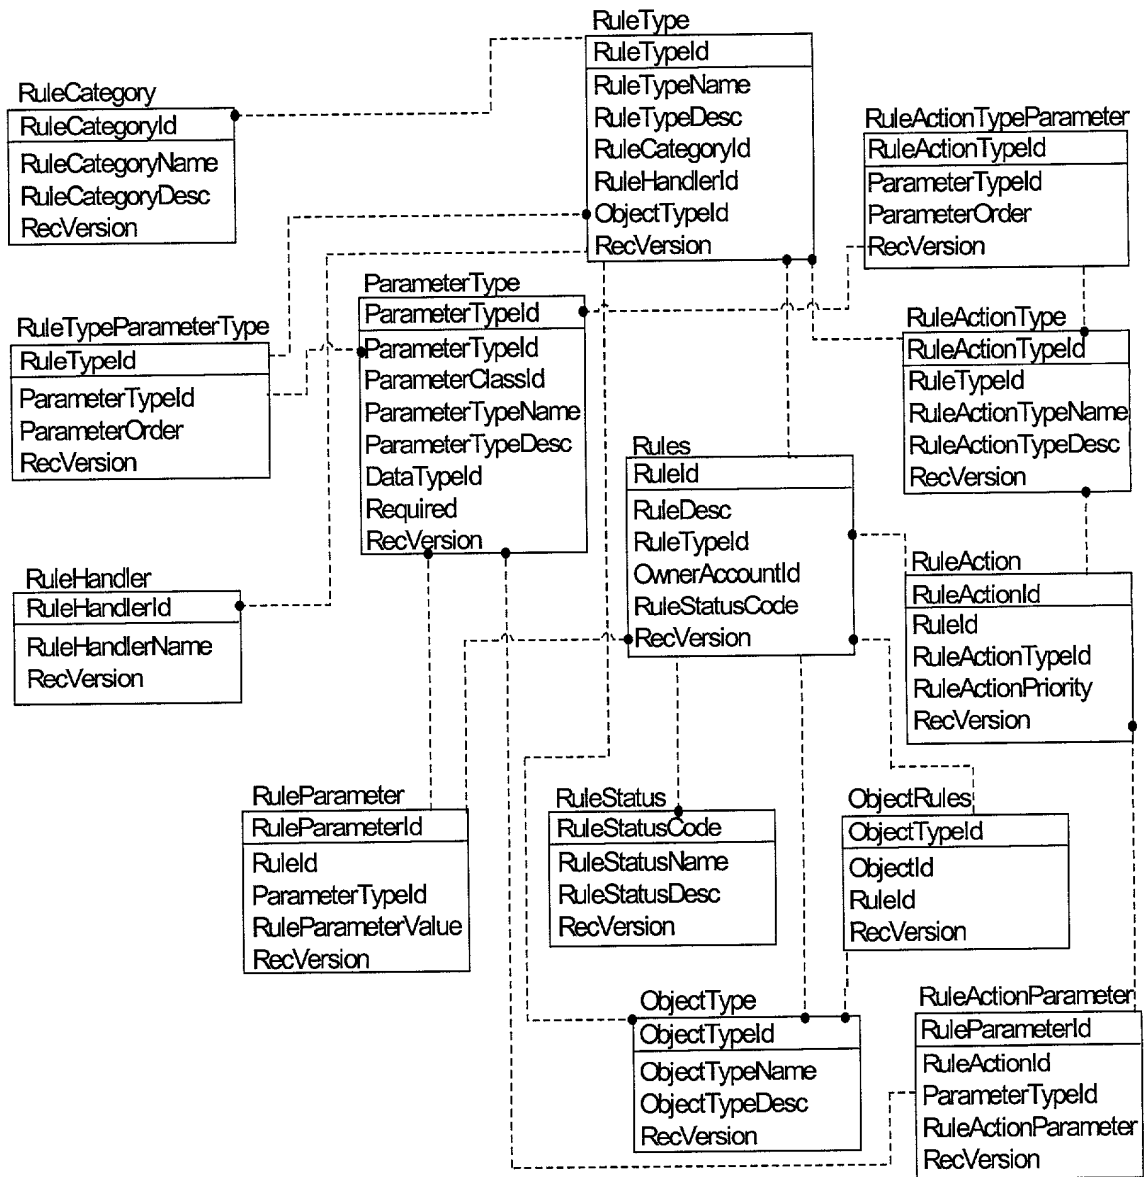 RuleType
RuleTypeId
RuleTypeName
RuleTypeDesc
RuleCategoryId
RuleHandlerId
ObjectTypeId
RecVersion
RuleCategory
RuleCategoryId
RuleCategoryName
RuleCategoryDesc
RecVersion
RuleActionTypeParameter
RuleActionTypeId
ParameterTypeId
ParameterOrder
RecVersion
ParameterType
ParameterTypeId
ParameterTypeId
ParameterClassId
ParameterTypeName
ParameterTypeDesc
DataTypeId
Required
RecVersion
RuleTypeParameterType
RuleTypeId
ParameterTypeId
ParameterOrder
RecVersion
RuleActionType
RuleActionTypeId
RuleTypeId
RuleActionTypeName
RuleActionTypeDesc
RecVersion
Rules
RuleId
RuleDesc
RuleTypeId
OwnerAccountId
RuleStatusCode
RecVersion
RuleHandler
RuleHandlerId
RuleHandlerName
RecVersion
RuleAction
RuleActionId
RuleId
RuleActionTypeId
RuleActionPriority
RecVersion
RuleParameter
RuleParameterId
RuleId
ParameterTypeId
RuleParameterValue
RecVersion
RuleStatus
RuleStatusCode
RuleStatusName
RuleStatusDesc
RecVersion
ObjectRules
ObjectTypeId
ObjectId
RuleId
RecVersion
ObjectType
ObjectTypeId
ObjectTypeName
ObjectTypeDesc
RecVersion
RuleActionParameter
RuleParameterId
RuleActionId
ParameterTypeId
RuleActionParameter
RecVersion